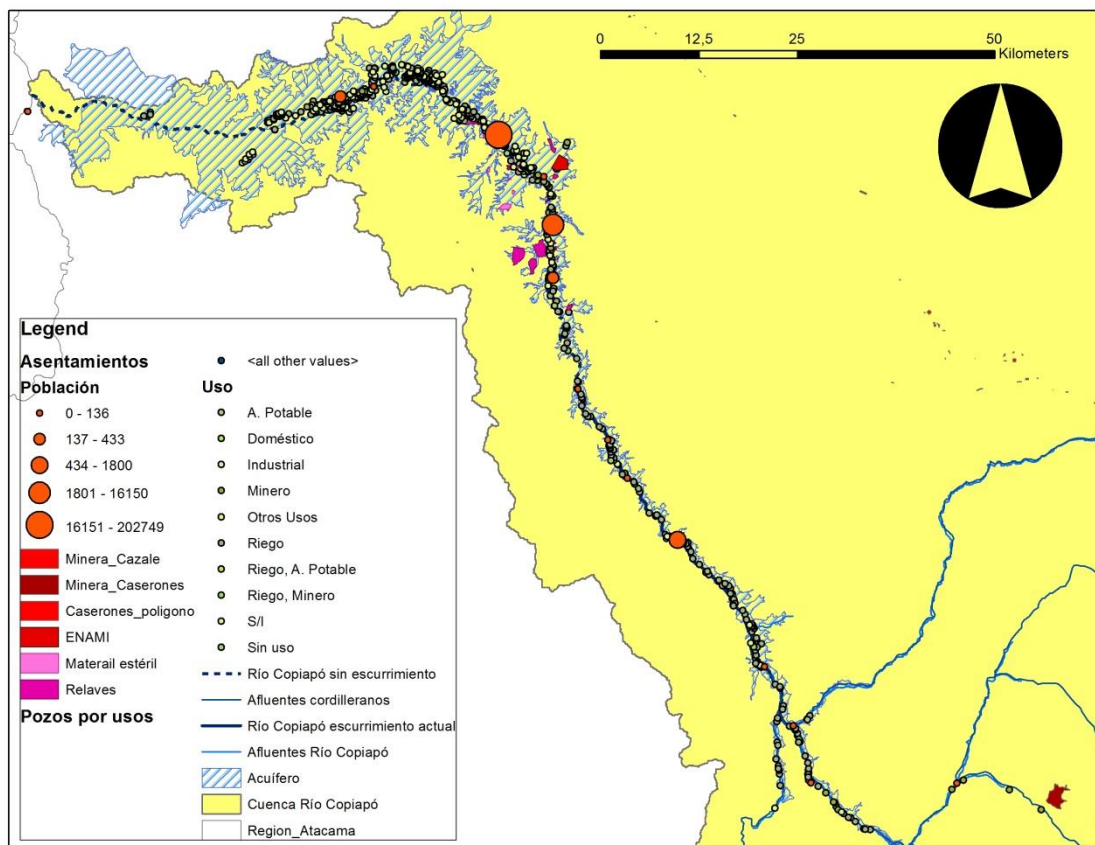 0 12,5 25 50
Kilometers
Legend
Asentamientos
Población
0 - 136
137 - 433
434 - 1800
1801 - 16150
16151 - 202749
Minera_Cazale
Minera_Caserones
Caserones_poligono
ENAMI
Materail estéril
Relaves
Pozos por usos
<all other values>
Uso
A. Potable
Doméstico
Industrial
Minero
Otros Usos
Riego
Riego, A. Potable
Riego, Minero
S/I
Sin uso
Río Copiapó sin escurrimiento
Afluentes cordilleranos
Río Copiapó escurrimiento actual
Afluentes Río Copiapó
Acuífero
Cuenca Río Copiapó
Region_Atacama